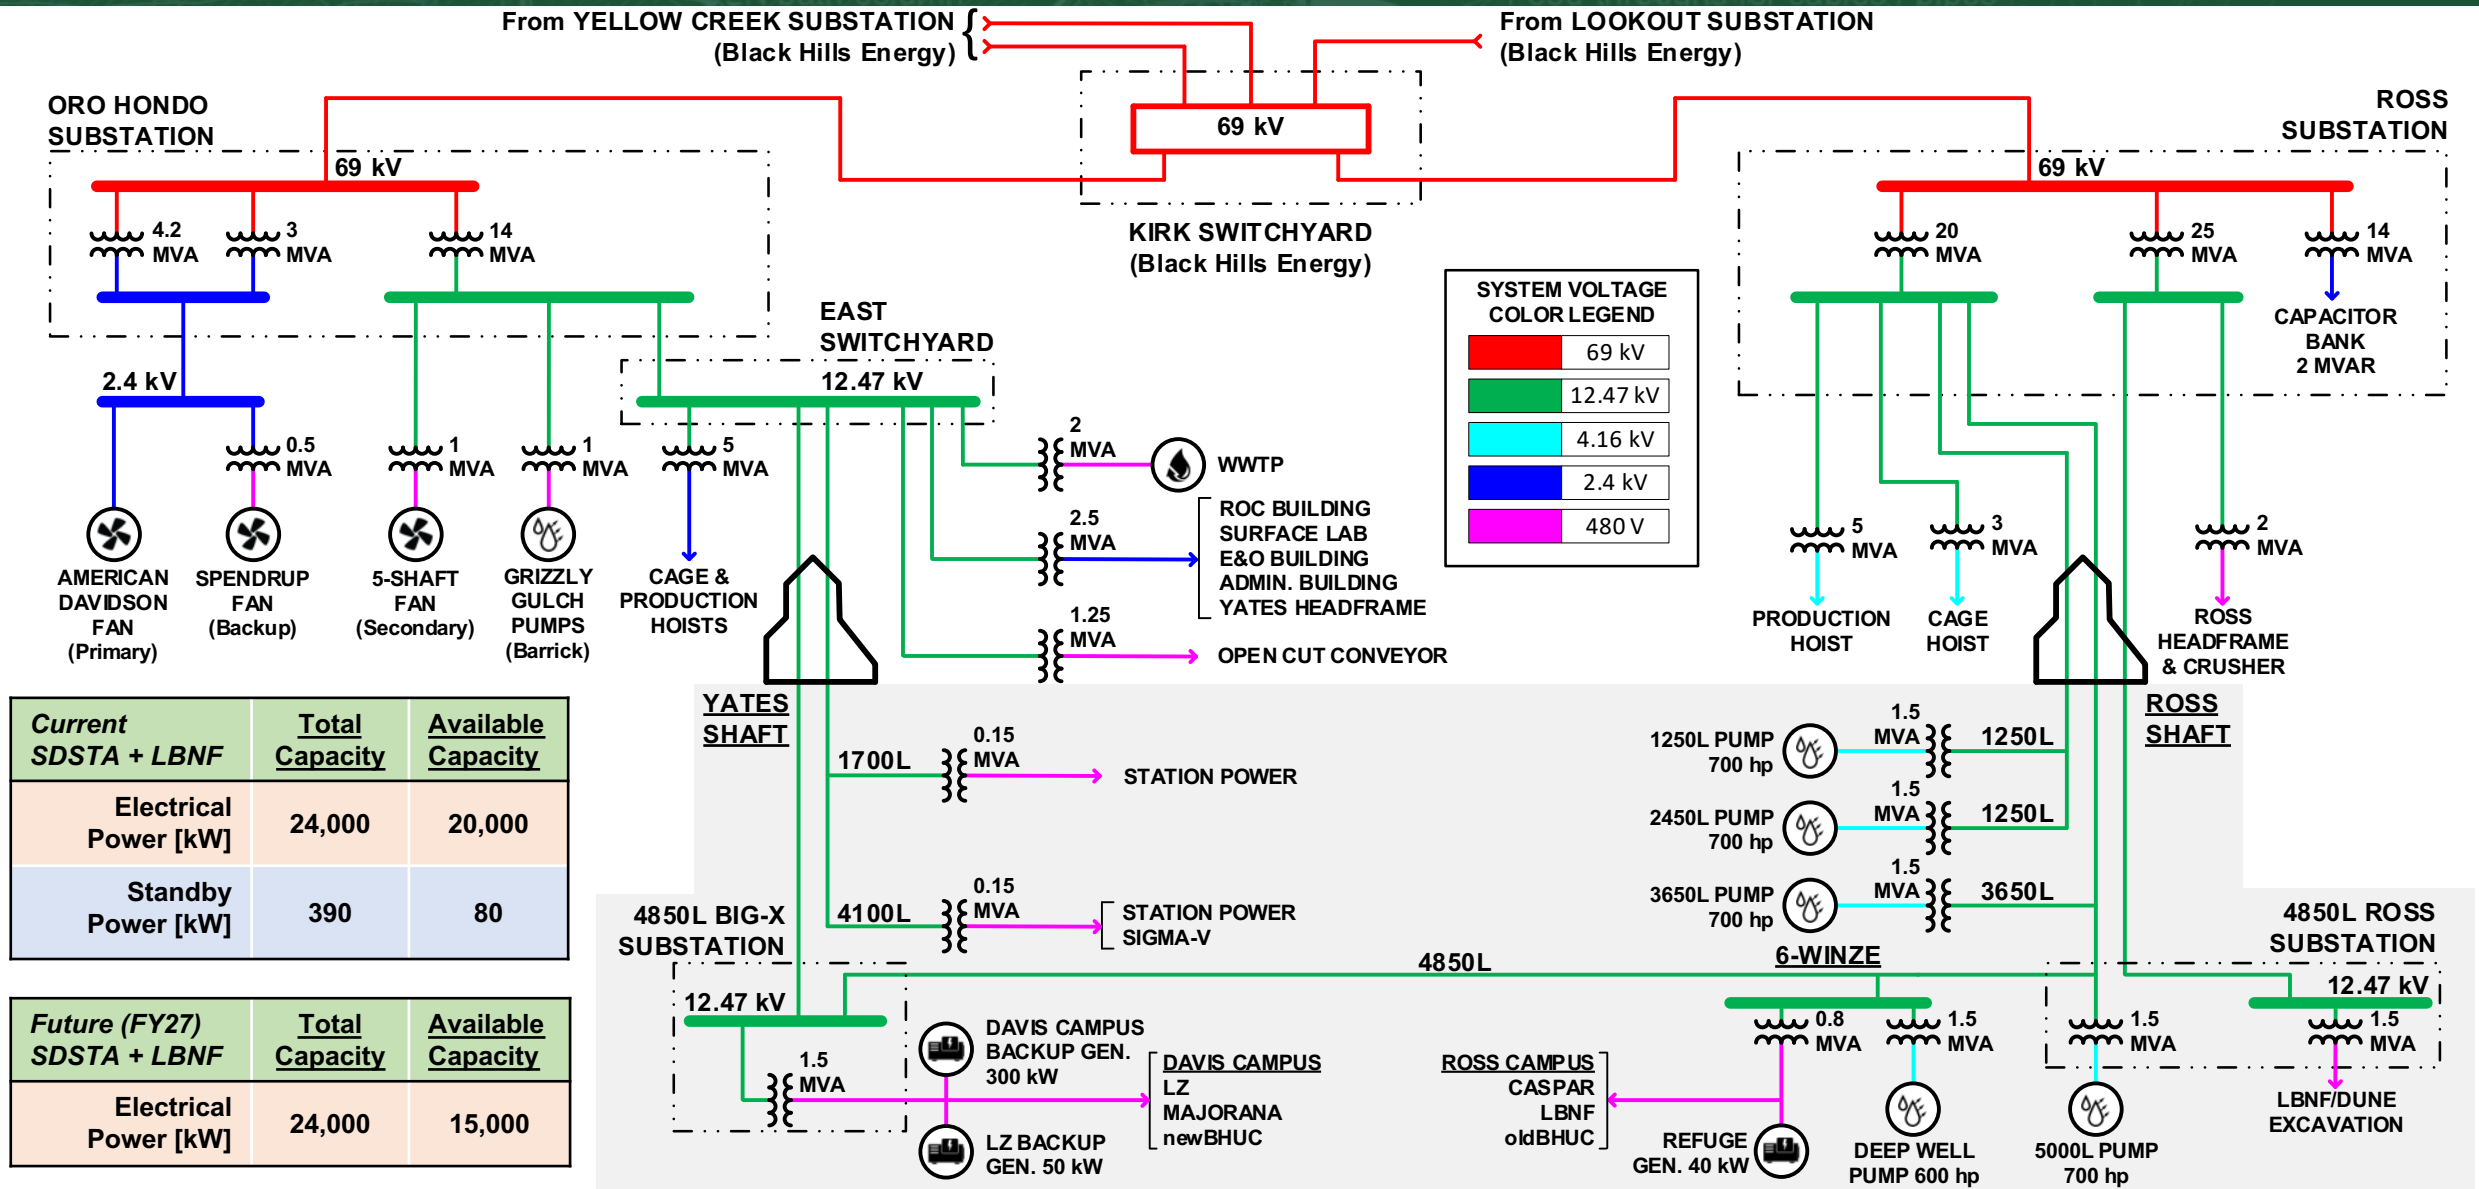 From YELLOW CREEK SUBSTATION
(Black Hills Energy)
From LOOKOUT SUBSTATION
(Black Hills Energy)
ORO HONDO
SUBSTATION
69 kV
4.2
MVA
3
MVA
14
MVA
69 kV
KIRK SWITCHYARD
(Black Hills Energy)
ROSS
SUBSTATION
69 kV
20
MVA
25
MVA
14
MVA
CAPACITOR
BANK
2 MVAR
SYSTEM VOLTAGE
COLOR LEGEND
69 kV
12.47 kV
4.16 kV
2.4 kV
480 V
EAST
SWITCHYARD
12.47 kV
2.4 kV
0.5
MVA
1
MVA
1
MVA
5
MVA
AMERICAN
DAVIDSON
FAN
(Primary)
SPENDRUP
FAN
(Backup)
5-SHAFT
FAN
(Secondary)
GRIZZLY
GULCH
PUMPS
(Barrick)
CAGE &
PRODUCTION
HOISTS
2
MVA
WWTP
2.5
MVA
ROC BUILDING
SURFACE LAB
E&O BUILDING
ADMIN. BUILDING
YATES HEADFRAME
1.25
MVA
OPEN CUT CONVEYOR
5
MVA
3
MVA
2
MVA
PRODUCTION
HOIST
CAGE
HOIST
ROSS
HEADFRAME
& CRUSHER
YATES
SHAFT
ROSS
SHAFT
1700L
0.15
MVA
STATION POWER
4100L
0.15
MVA
STATION POWER
SIGMA-V
1250L PUMP
700 hp
1.5
MVA
1250L
2450L PUMP
700 hp
1.5
MVA
1250L
3650L PUMP
700 hp
1.5
MVA
3650L
4850L BIG-X
SUBSTATION
12.47 kV
1.5
MVA
4850L
6-WINZE
4850L ROSS
SUBSTATION
12.47 kV
DAVIS CAMPUS
BACKUP GEN.
300 kW
LZ BACKUP
GEN. 50 kW
DAVIS CAMPUS
LZ
MAJORANA
newBHUC
ROSS CAMPUS
CASPAR
LBNF
oldBHUC
0.8
MVA
REFUGE
GEN. 40 kW
1.5
MVA
DEEP WELL
PUMP 600 hp
1.5
MVA
5000L PUMP
700 hp
1.5
MVA
LBNF/DUNE
EXCAVATION
Current
SDSTA + LBNF
Total
Capacity
Available
Capacity
Electrical
Power [kW]
24,000
20,000
Standby
Power [kW]
390
80
Future (FY27)
SDSTA + LBNF
Total
Capacity
Available
Capacity
Electrical
Power [kW]
24,000
15,000